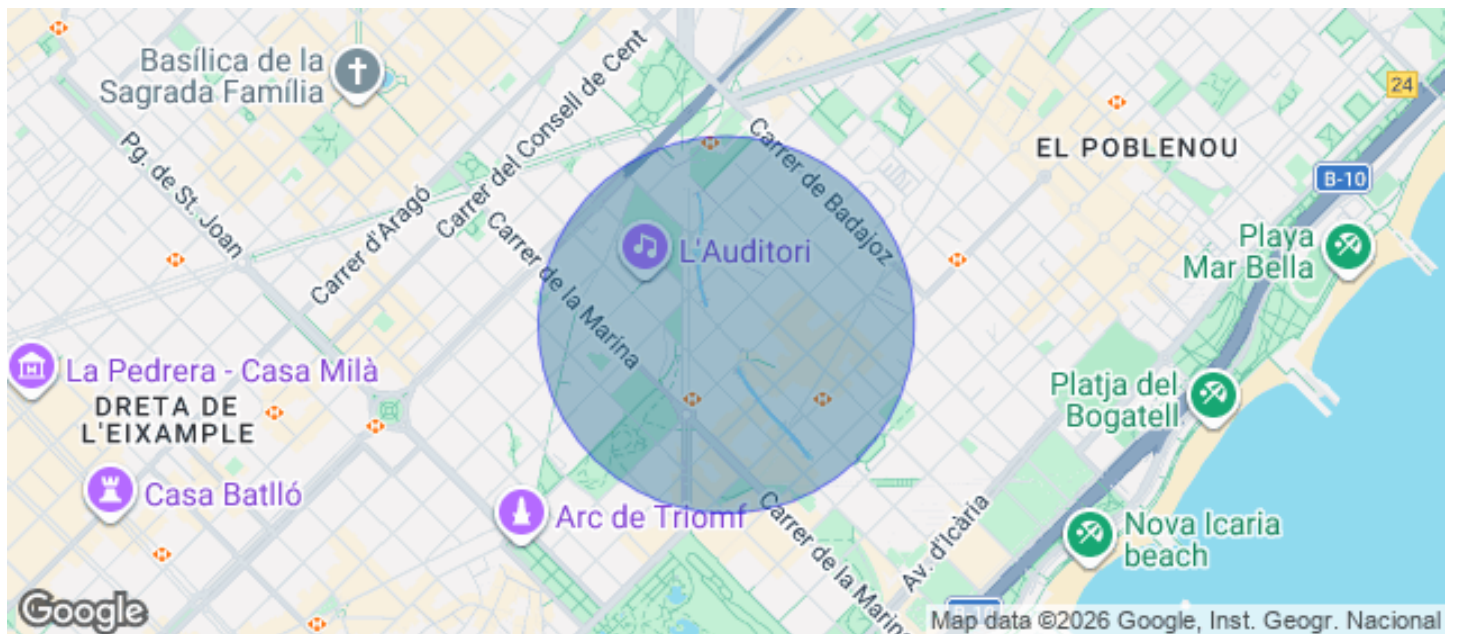 Basílica de la
Sagrada Família
Carrer del Consell de Cent
24
Pg. de St. Joan
Carrer d'Aragó
Carrer de Badajoz
EL POBLENOU
B-10
Carrer de la Marina
L'Auditori
Playa
Mar Bella
La Pedrera - Casa Milà
DRETA DE
L'EIXAMPLE
Platja del
Bogatell
Casa Batlló
Arc de Triomf
Carrer de la Marina
Av. d'Icària
Nova Icaria
beach
B-10
Google
Map data ©2026 Google, Inst. Geogr. Nacional